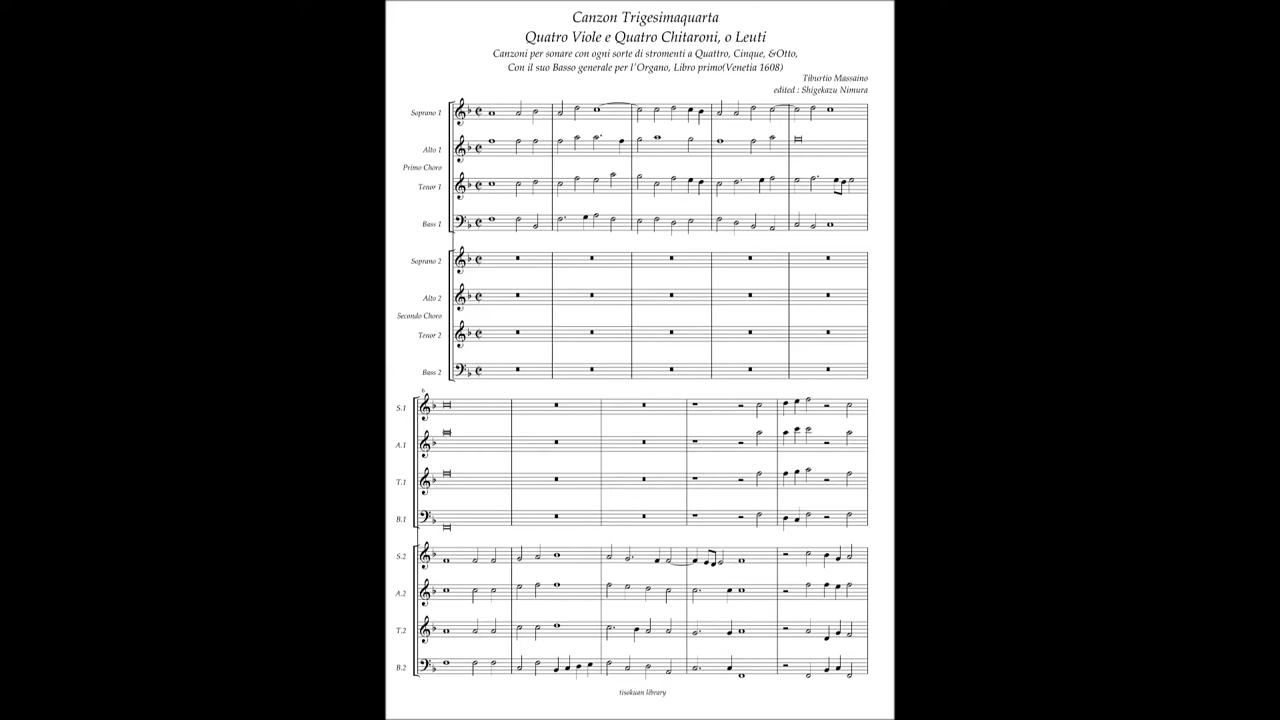 Canzon Trigesimaquarta
Quatro Viole e Quatro Chitaroni, o Leuti
Canzoni per sonare con ogni sorte di stromenti a Quattro, Cinque, &Otto,
Con il suo Basso generale per l'Organo, Libro primo(Venetia 1608)
Tiburtio Massaino
edited : Shigekazu Nimura
Soprano 1
Alto 1
Primo Choro
Tenor 1
Bass 1
Soprano 2
Alto 2
Secondo Choro
Tenor 2
Bass 2
6
S.1
A.1
T.1
B.1
S.2
A.2
T.2
B.2
tisokuan library